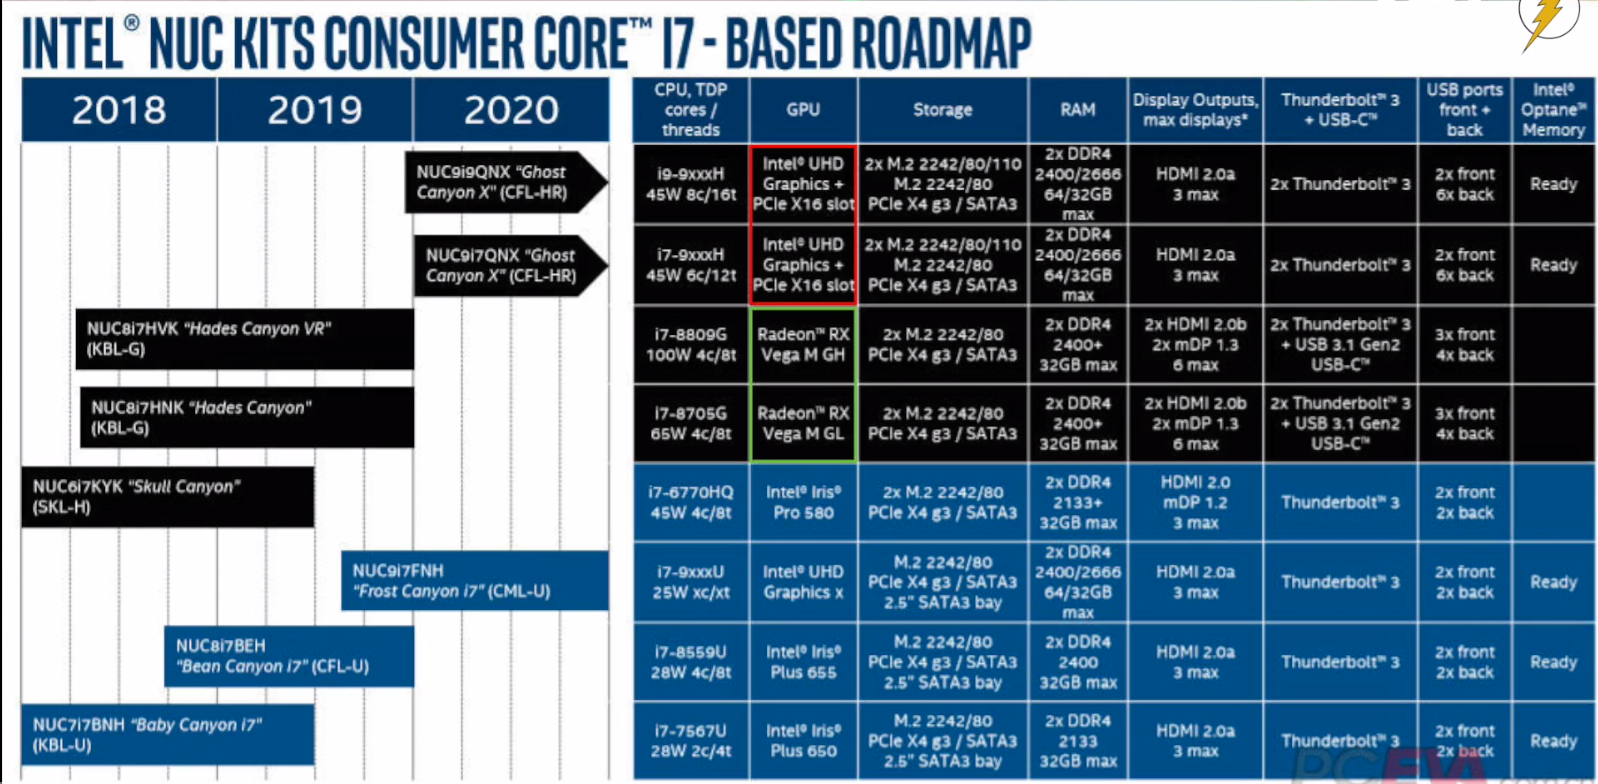 INTEL® NUC KITS CONSUMER CORE™ I7 - BASED ROADMAP
2018
2019
2020
CPU, TDP
cores /
threads
GPU
Storage
RAM
Display Outputs,
max displays*
Thunderbolt™ 3
+ USB-C™
USB ports
front +
back
Intel®
Optane™
Memory
NUC9i9QNX "Ghost
Canyon X" (CFL-HR)
i9-9xxxH
45W 8c/16t
Intel® UHD
Graphics +
PCIe X16 slot
2x M.2 2242/80/110
M.2 2242/80
PCIe X4 g3 / SATA3
2x DDR4
2400/2666
64/32GB
max
HDMI 2.0a
3 max
2x Thunderbolt™ 3
2x front
6x back
Ready
NUC9i7QNX "Ghost
Canyon X" (CFL-HR)
i7-9xxxH
45W 6c/12t
Intel® UHD
Graphics +
PCIe X16 slot
2x M.2 2242/80/110
M.2 2242/80
PCIe X4 g3 / SATA3
2x DDR4
2400/2666
64/32GB
max
HDMI 2.0a
3 max
2x Thunderbolt™ 3
2x front
6x back
Ready
NUC8i7HVK "Hades Canyon VR"
(KBL-G)
i7-8809G
100W 4c/8t
Radeon™ RX
Vega M GH
2x M.2 2242/80
PCIe X4 g3 / SATA3
2x DDR4
2400+
32GB max
2x HDMI 2.0b
2x mDP 1.3
6 max
2x Thunderbolt™ 3
+ USB 3.1 Gen2
USB-C™
3x front
4x back
NUC8i7HNK "Hades Canyon"
(KBL-G)
i7-8705G
65W 4c/8t
Radeon™ RX
Vega M GL
2x M.2 2242/80
PCIe X4 g3 / SATA3
2x DDR4
2400+
32GB max
2x HDMI 2.0b
2x mDP 1.3
6 max
2x Thunderbolt™ 3
+ USB 3.1 Gen2
USB-C™
3x front
4x back
NUC6i7KYK "Skull Canyon"
(SKL-H)
i7-6770HQ
45W 4c/8t
Intel® Iris®
Pro 580
2x M.2 2242/80
PCIe X4 g3 / SATA3
2x DDR4
2133+
32GB max
HDMI 2.0
mDP 1.2
3 max
Thunderbolt™ 3
2x front
2x back
NUC9i7FNH
"Frost Canyon i7" (CML-U)
i7-9xxxU
25W xc/xt
Intel® UHD
Graphics x
M.2 2242/80
PCIe X4 g3 / SATA3
2.5" SATA3 bay
2x DDR4
2400/2666
64/32GB
max
HDMI 2.0a
3 max
Thunderbolt™ 3
2x front
2x back
Ready
NUC8i7BEH
"Bean Canyon i7" (CFL-U)
i7-8559U
28W 4c/8t
Intel® Iris®
Plus 655
M.2 2242/80
PCIe X4 g3 / SATA3
2.5" SATA3 bay
2x DDR4
2400
32GB max
HDMI 2.0a
3 max
Thunderbolt™ 3
2x front
2x back
Ready
NUC7i7BNH "Baby Canyon i7"
(KBL-U)
i7-7567U
28W 2c/4t
Intel® Iris®
Plus 650
M.2 2242/80
PCIe X4 g3 / SATA3
2.5" SATA3 bay
2x DDR4
2133
32GB max
HDMI 2.0a
3 max
Thunderbolt™ 3
2x front
2x back
Ready
PCEVA